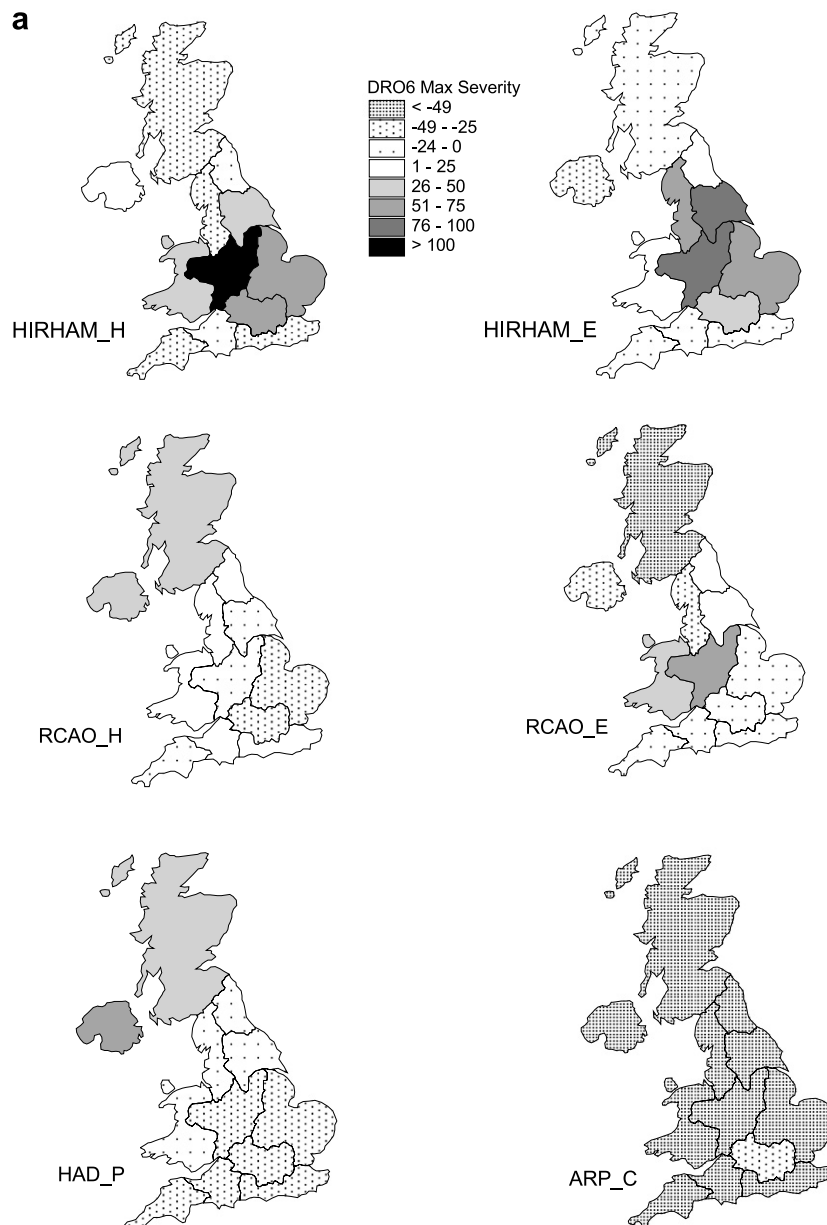 a
DRO6 Max Severity
< -49
-49 - -25
-24 - 0
1 - 25
26 - 50
51 - 75
76 - 100
> 100
HIRHAM_H
HIRHAM_E
RCAO_H
RCAO_E
HAD_P
ARP_C